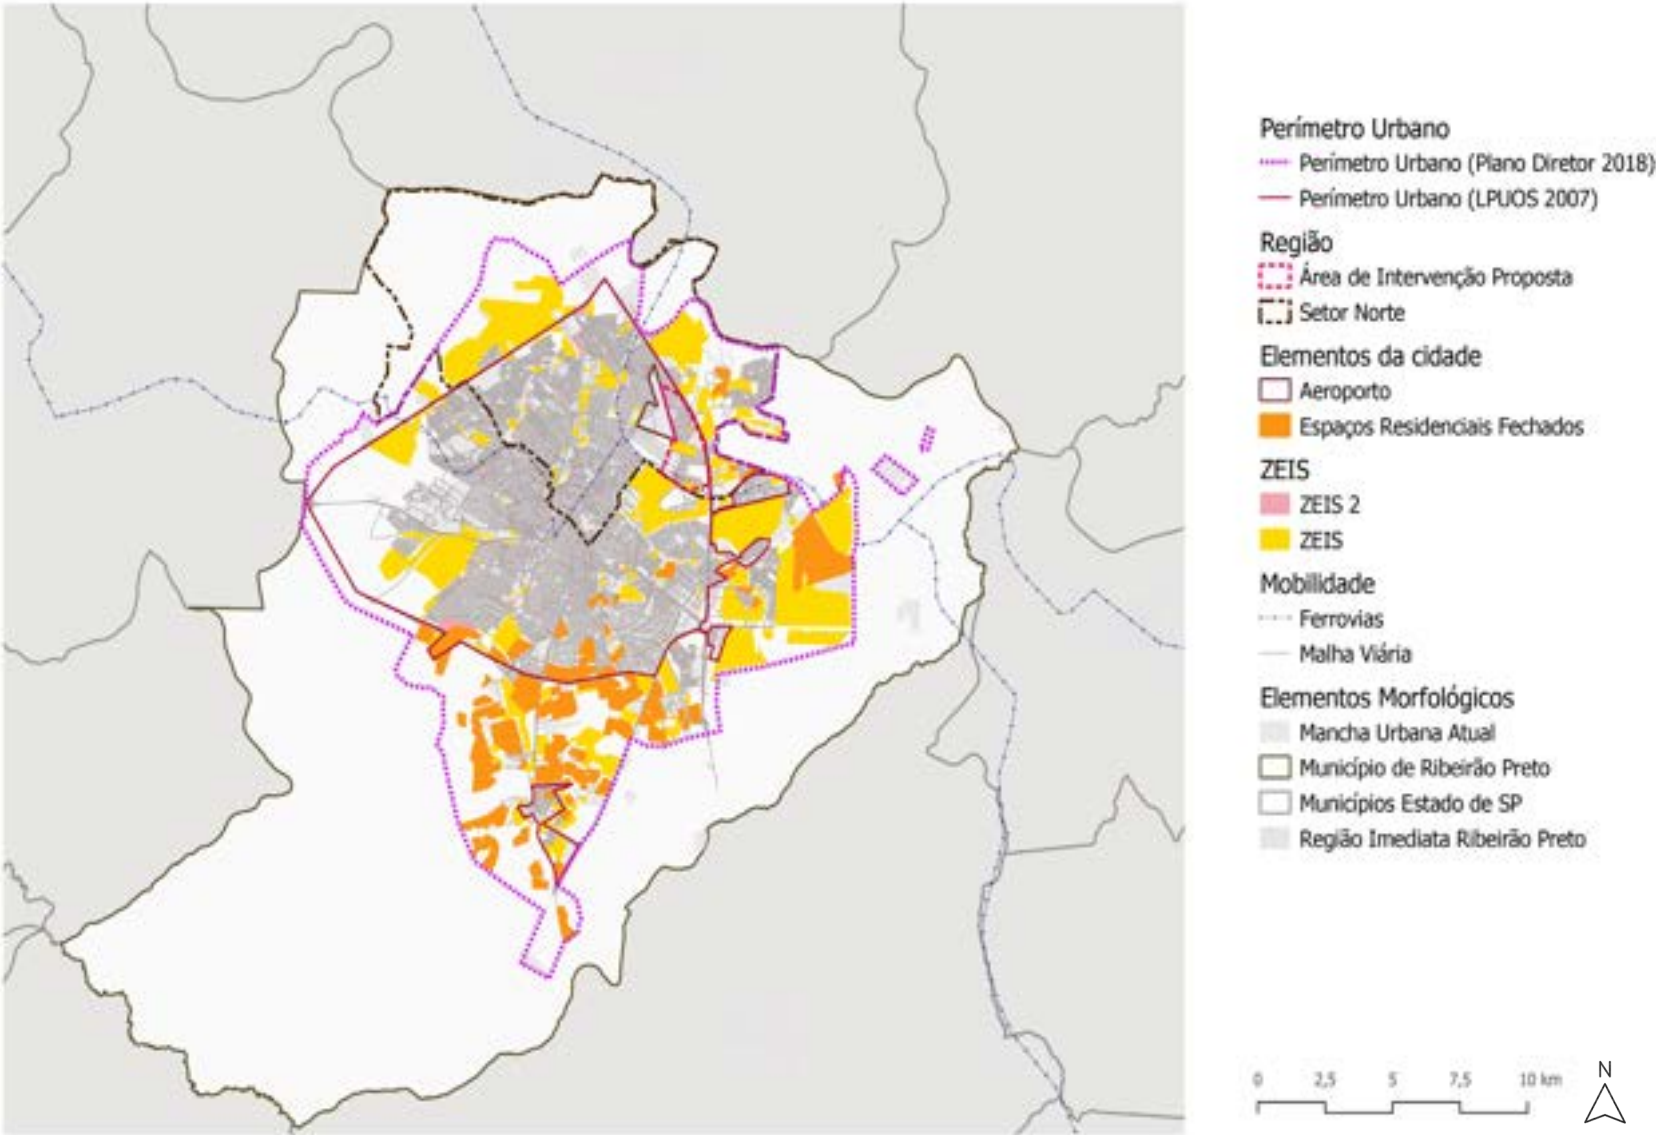 Perímetro Urbano
Perímetro Urbano (Plano Diretor 2018)
Perímetro Urbano (LPUOS 2007)
Região
Área de Intervenção Proposta
Setor Norte
Elementos da cidade
Aeroporto
Espaços Residenciais Fechados
ZEIS
ZEIS 2
ZEIS
Mobilidade
Ferrovias
Malha Viária
Elementos Morfológicos
Mancha Urbana Atual
Município de Ribeirão Preto
Municípios Estado de SP
Região Imediata Ribeirão Preto
0 2,5 5 7,5 10 km
N